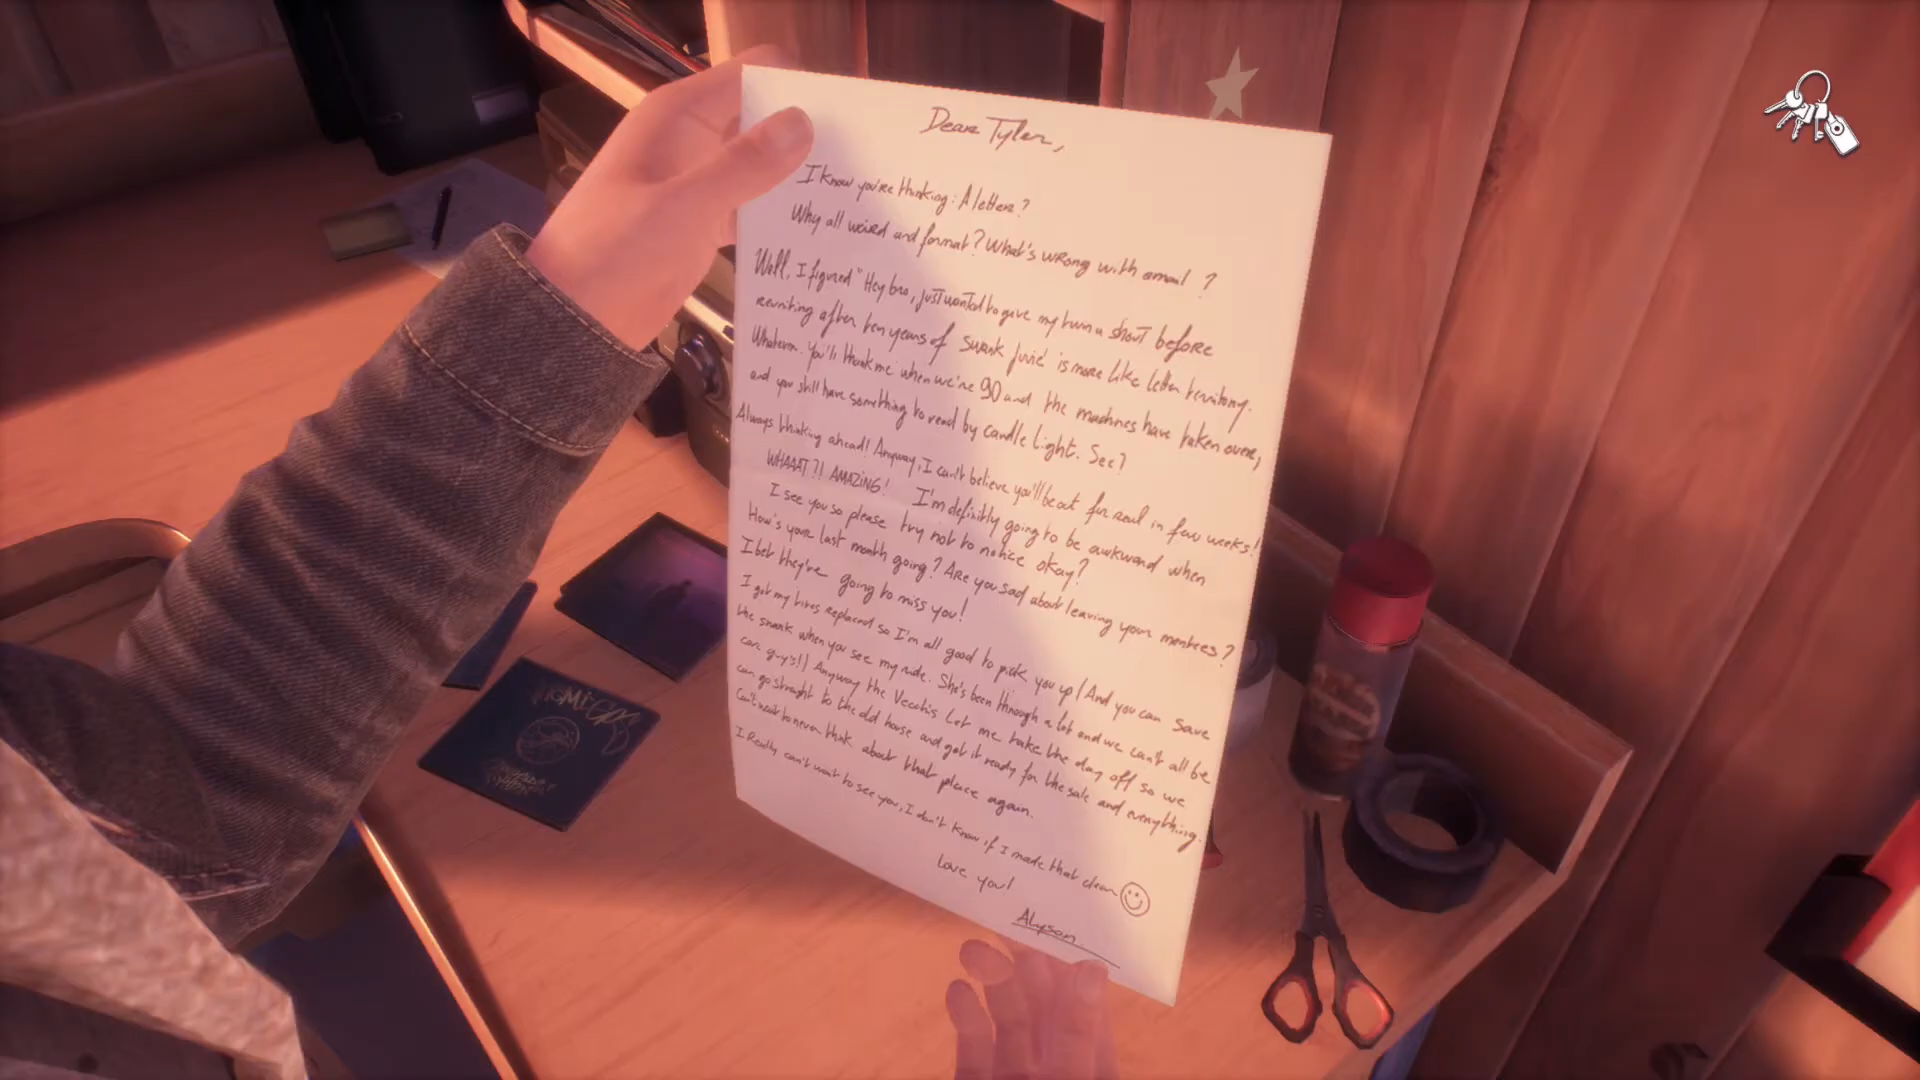 Dear Tyler,
I know you're thinking: A letter?
Why all weird and format? What's wrong with email ?
Well, I figured "Hey bro, just wanted to give my twin a shout before
reuniting after ten years of swank juvie' is more like letter territory.
Whatever. You'll thank me when we're 90 and the machines have taken over,
and you still have something to read by candle light. See?
Always thinking ahead! Anyway, I can't believe you'll be out for real in few weeks!
WHAAAT?!! AMAZING! I'm definitly going to be awkward when
I see you so please try not to notice okay?
How's your last month going? Are you sad about leaving your mentees?
I bet they're going to miss you!
I got my tires replaced so I'm all good to pick you up! (And you can save
the snark when you see my ride. She's been through a lot and we can't all be
car guys!) Anyway the Vecchis let me take the day off so we
can go straight to the old house and get it ready for the sale and everything.
Can't wait to never think about that place again.
I Really can't wait to see you, I don't know if I made that clear
Love you!
Alyson